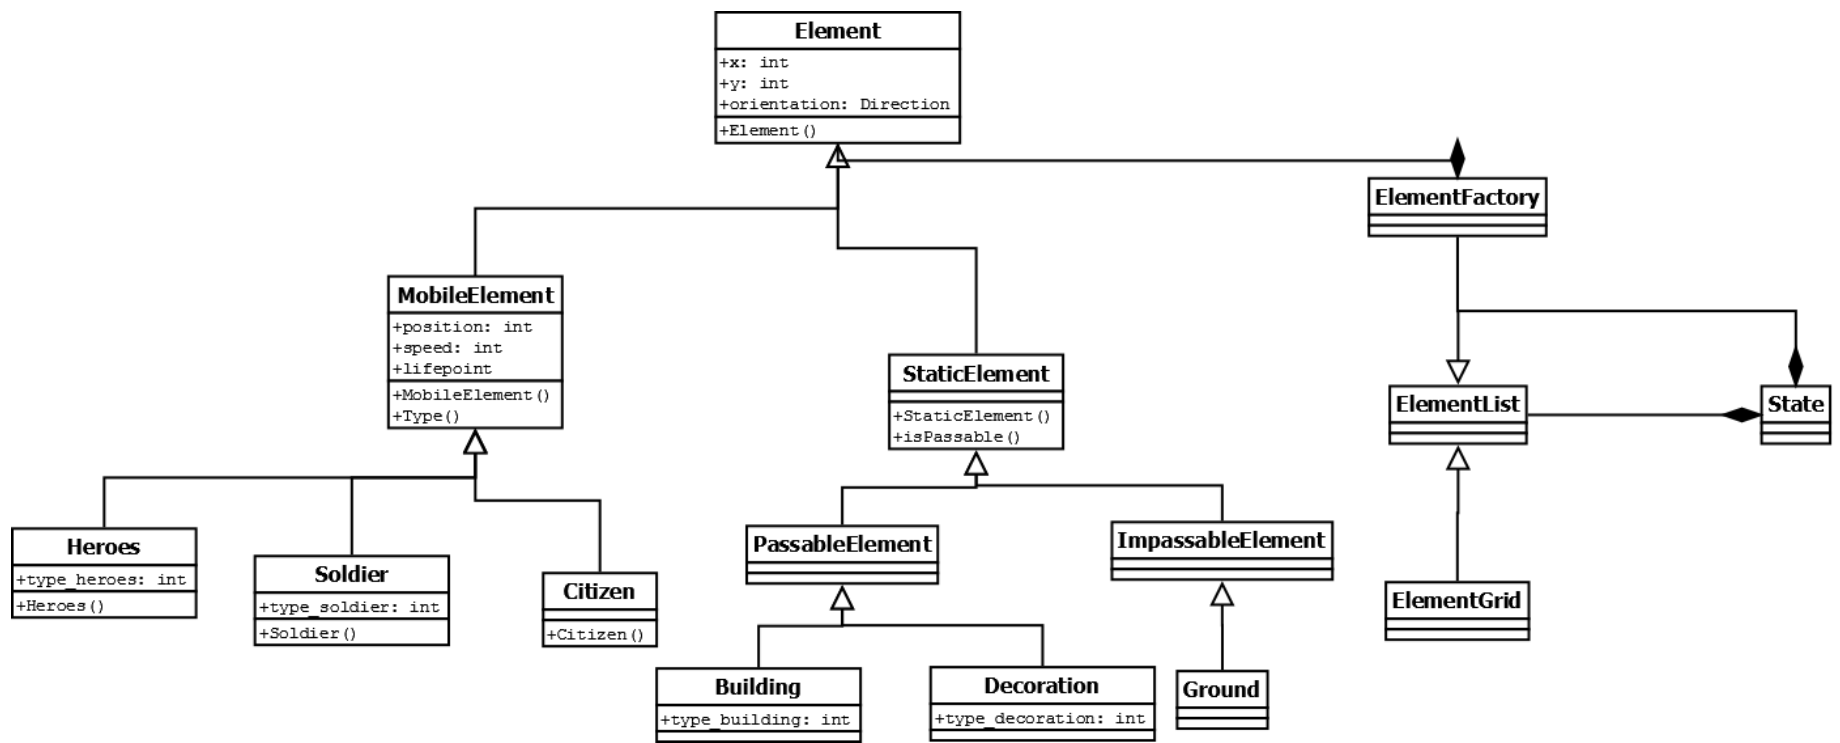 Element
+x: int
+y: int
+orientation: Direction
+Element()
ElementFactory
MobileElement
+position: int
+speed: int
+lifepoint
+MobileElement()
+Type()
StaticElement
+StaticElement()
+isPassable()
ElementList
State
Heroes
+type_heroes: int
+Heroes()
Soldier
+type_soldier: int
+Soldier()
Citizen
+Citizen()
PassableElement
ImpassableElement
ElementGrid
Building
+type_building: int
Decoration
+type_decoration: int
Ground